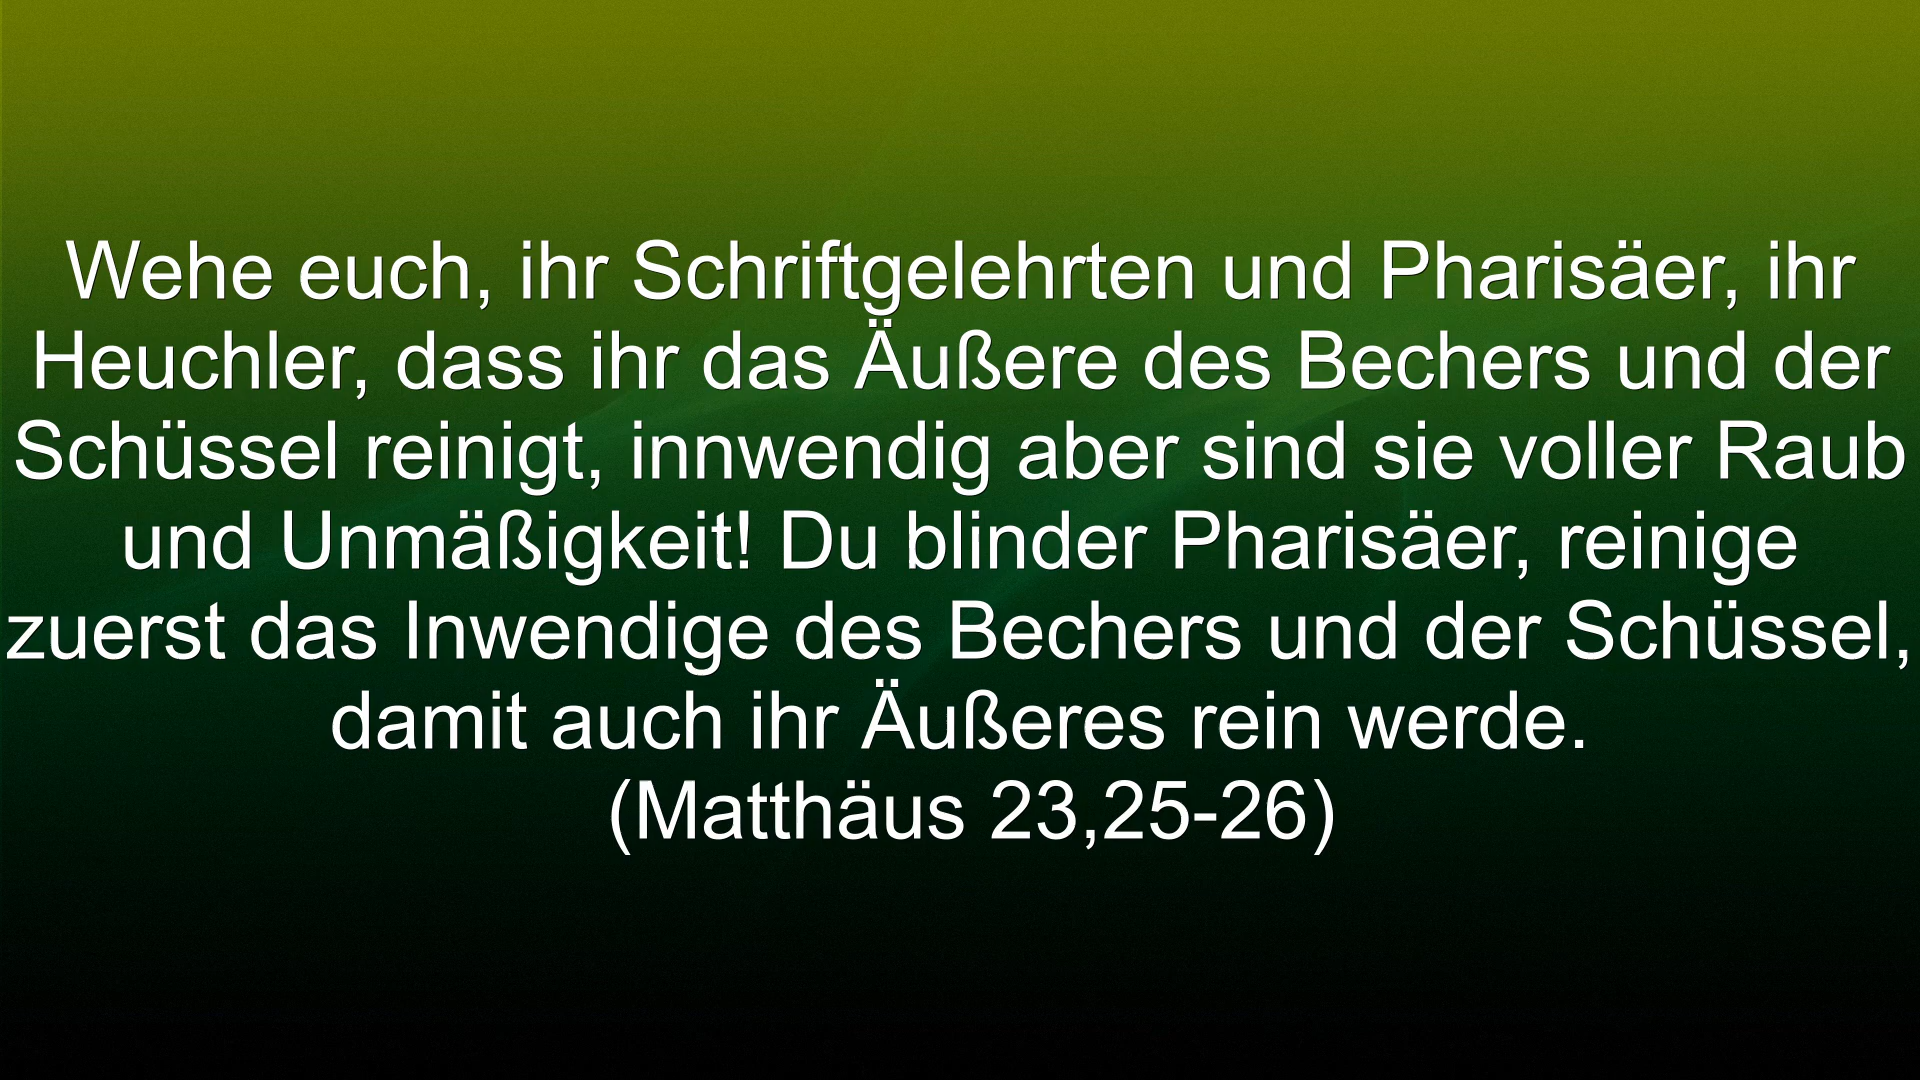 Wehe euch, ihr Schriftgelehrten und Pharisäer, ihr
Heuchler, dass ihr das Äußere des Bechers und der
Schüssel reinigt, innwendig aber sind sie voller Raub
und Unmäßigkeit! Du blinder Pharisäer, reinige
zuerst das Inwendige des Bechers und der Schüssel,
damit auch ihr Äußeres rein werde.
(Matthäus 23,25-26)